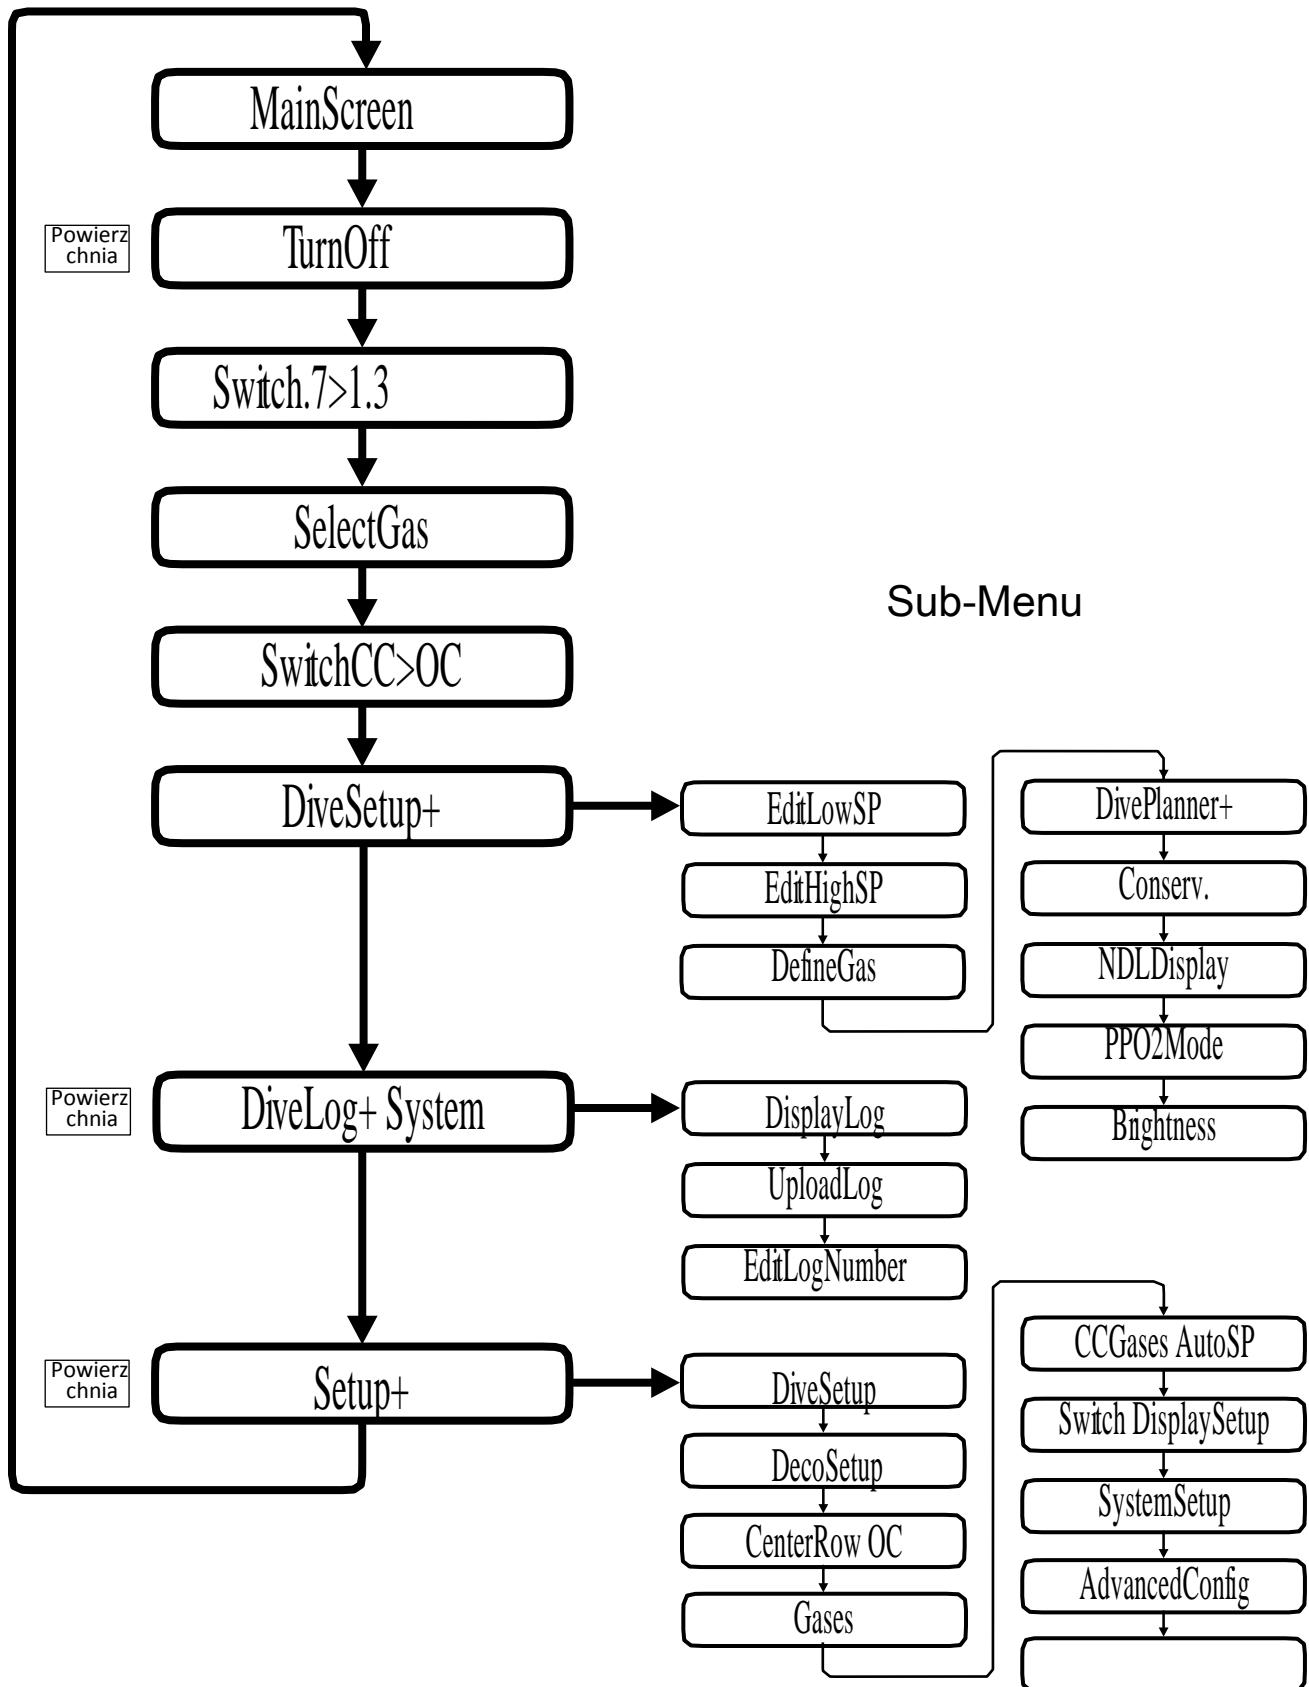 MainScreen
Powierz
chnia
TurnOff
Switch.7>1.3
SelectGas
Sub-Menu
SwitchCC>OC
DiveSetup+
EditLowSP
EditHighSP
DefineGas
DivePlanner+
Conserv.
NDLDisplay
PPO2Mode
Brightness
Powierz
chnia
DiveLog+ System
DisplayLog
UploadLog
EditLogNumber
Powierz
chnia
Setup+
DiveSetup
DecoSetup
CenterRow OC
Gases
CCGases AutoSP
Switch DisplaySetup
SystemSetup
AdvancedConfig